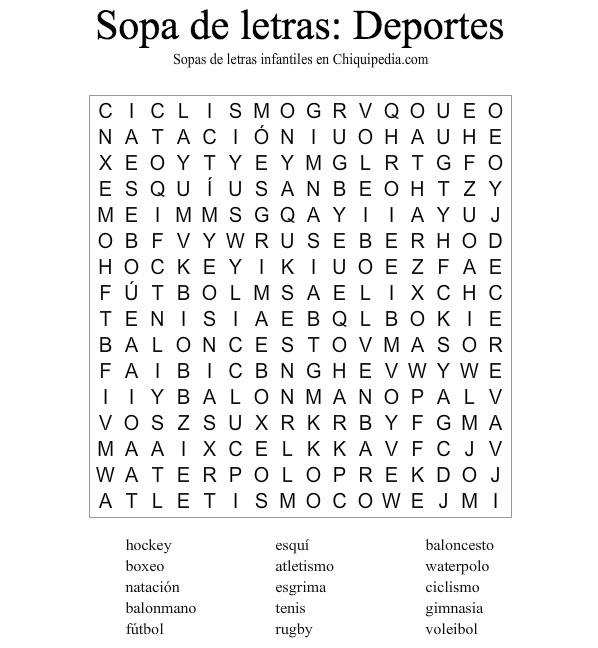 Sopa de letras: Deportes
Sopas de letras infantiles en Chiquipedia.com
C I C L I S M O G R V Q O U E O
N A T A C I Ó N I U O H A U H E
X E O Y T Y E Y M G L R T G F O
E S Q U Í U S A N B E O H T Z Y
M E I M M S G Q A Y I I A Y U J
O B F V Y W R U S E B E R H O D
H O C K E Y I K I U O E Z F A E
F Ú T B O L M S A E L I X C H C
T E N I S I A E B Q L B O K I E
B A L O N C E S T O V M A S O R
F A I B I C B N G H E V W Y W E
I I Y B A L O N M A N O P A L V
V O S Z S U X R K R B Y F G M A
M A A I X C E L K K A V F C J V
W A T E R P O L O P R E K D O J
A T L E T I S M O C O W E J M I
hockey esquí baloncesto
boxeo atletismo waterpolo
natación esgrima ciclismo
balonmano tenis gimnasia
fútbol rugby voleibol